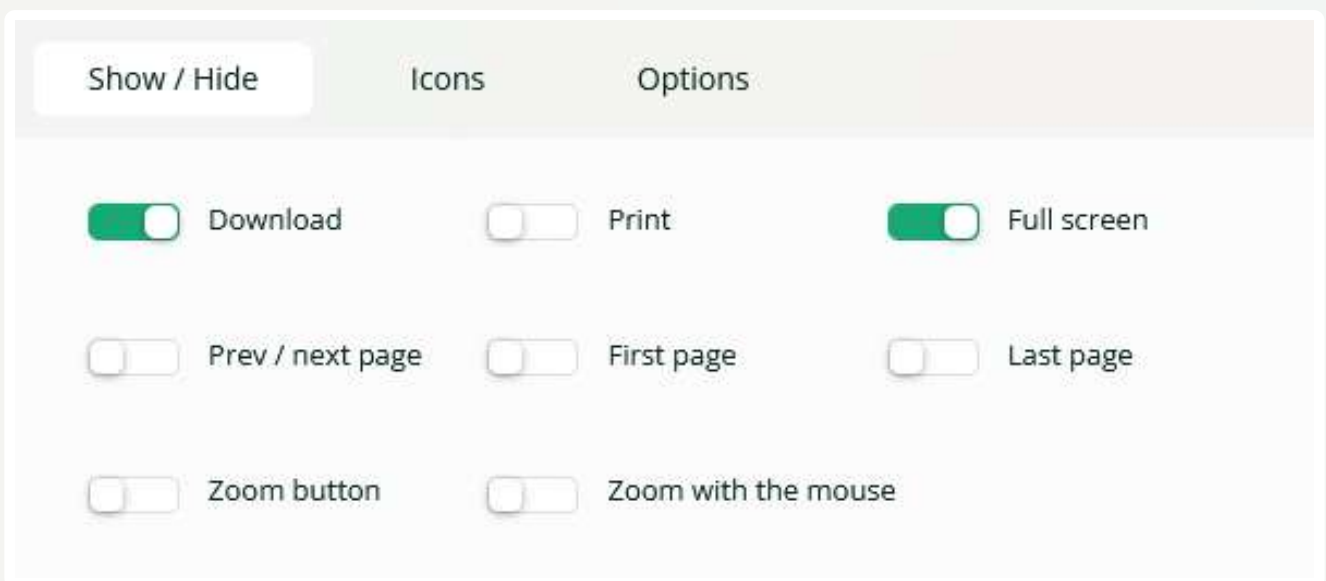 Show / Hide Icons Options
Download Print Full screen
Prev / next page First page Last page
Zoom button Zoom with the mouse